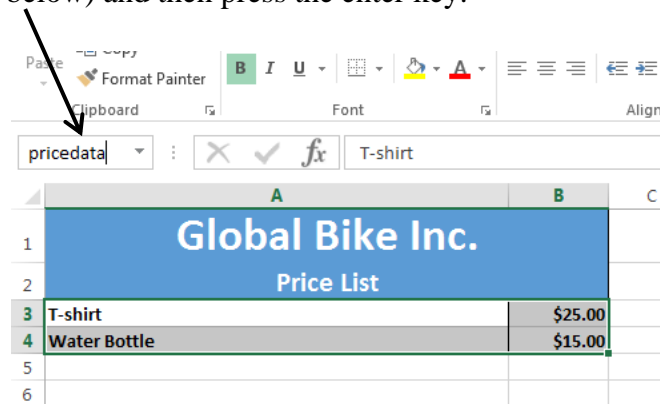 below) and then press the enter key.
Paste Copy
Format Painter
B I U A
Clipboard Font Align
pricedata fx T-shirt
A B C
1 Global Bike Inc.
2 Price List
3 T-shirt $25.00
4 Water Bottle $15.00
5
6